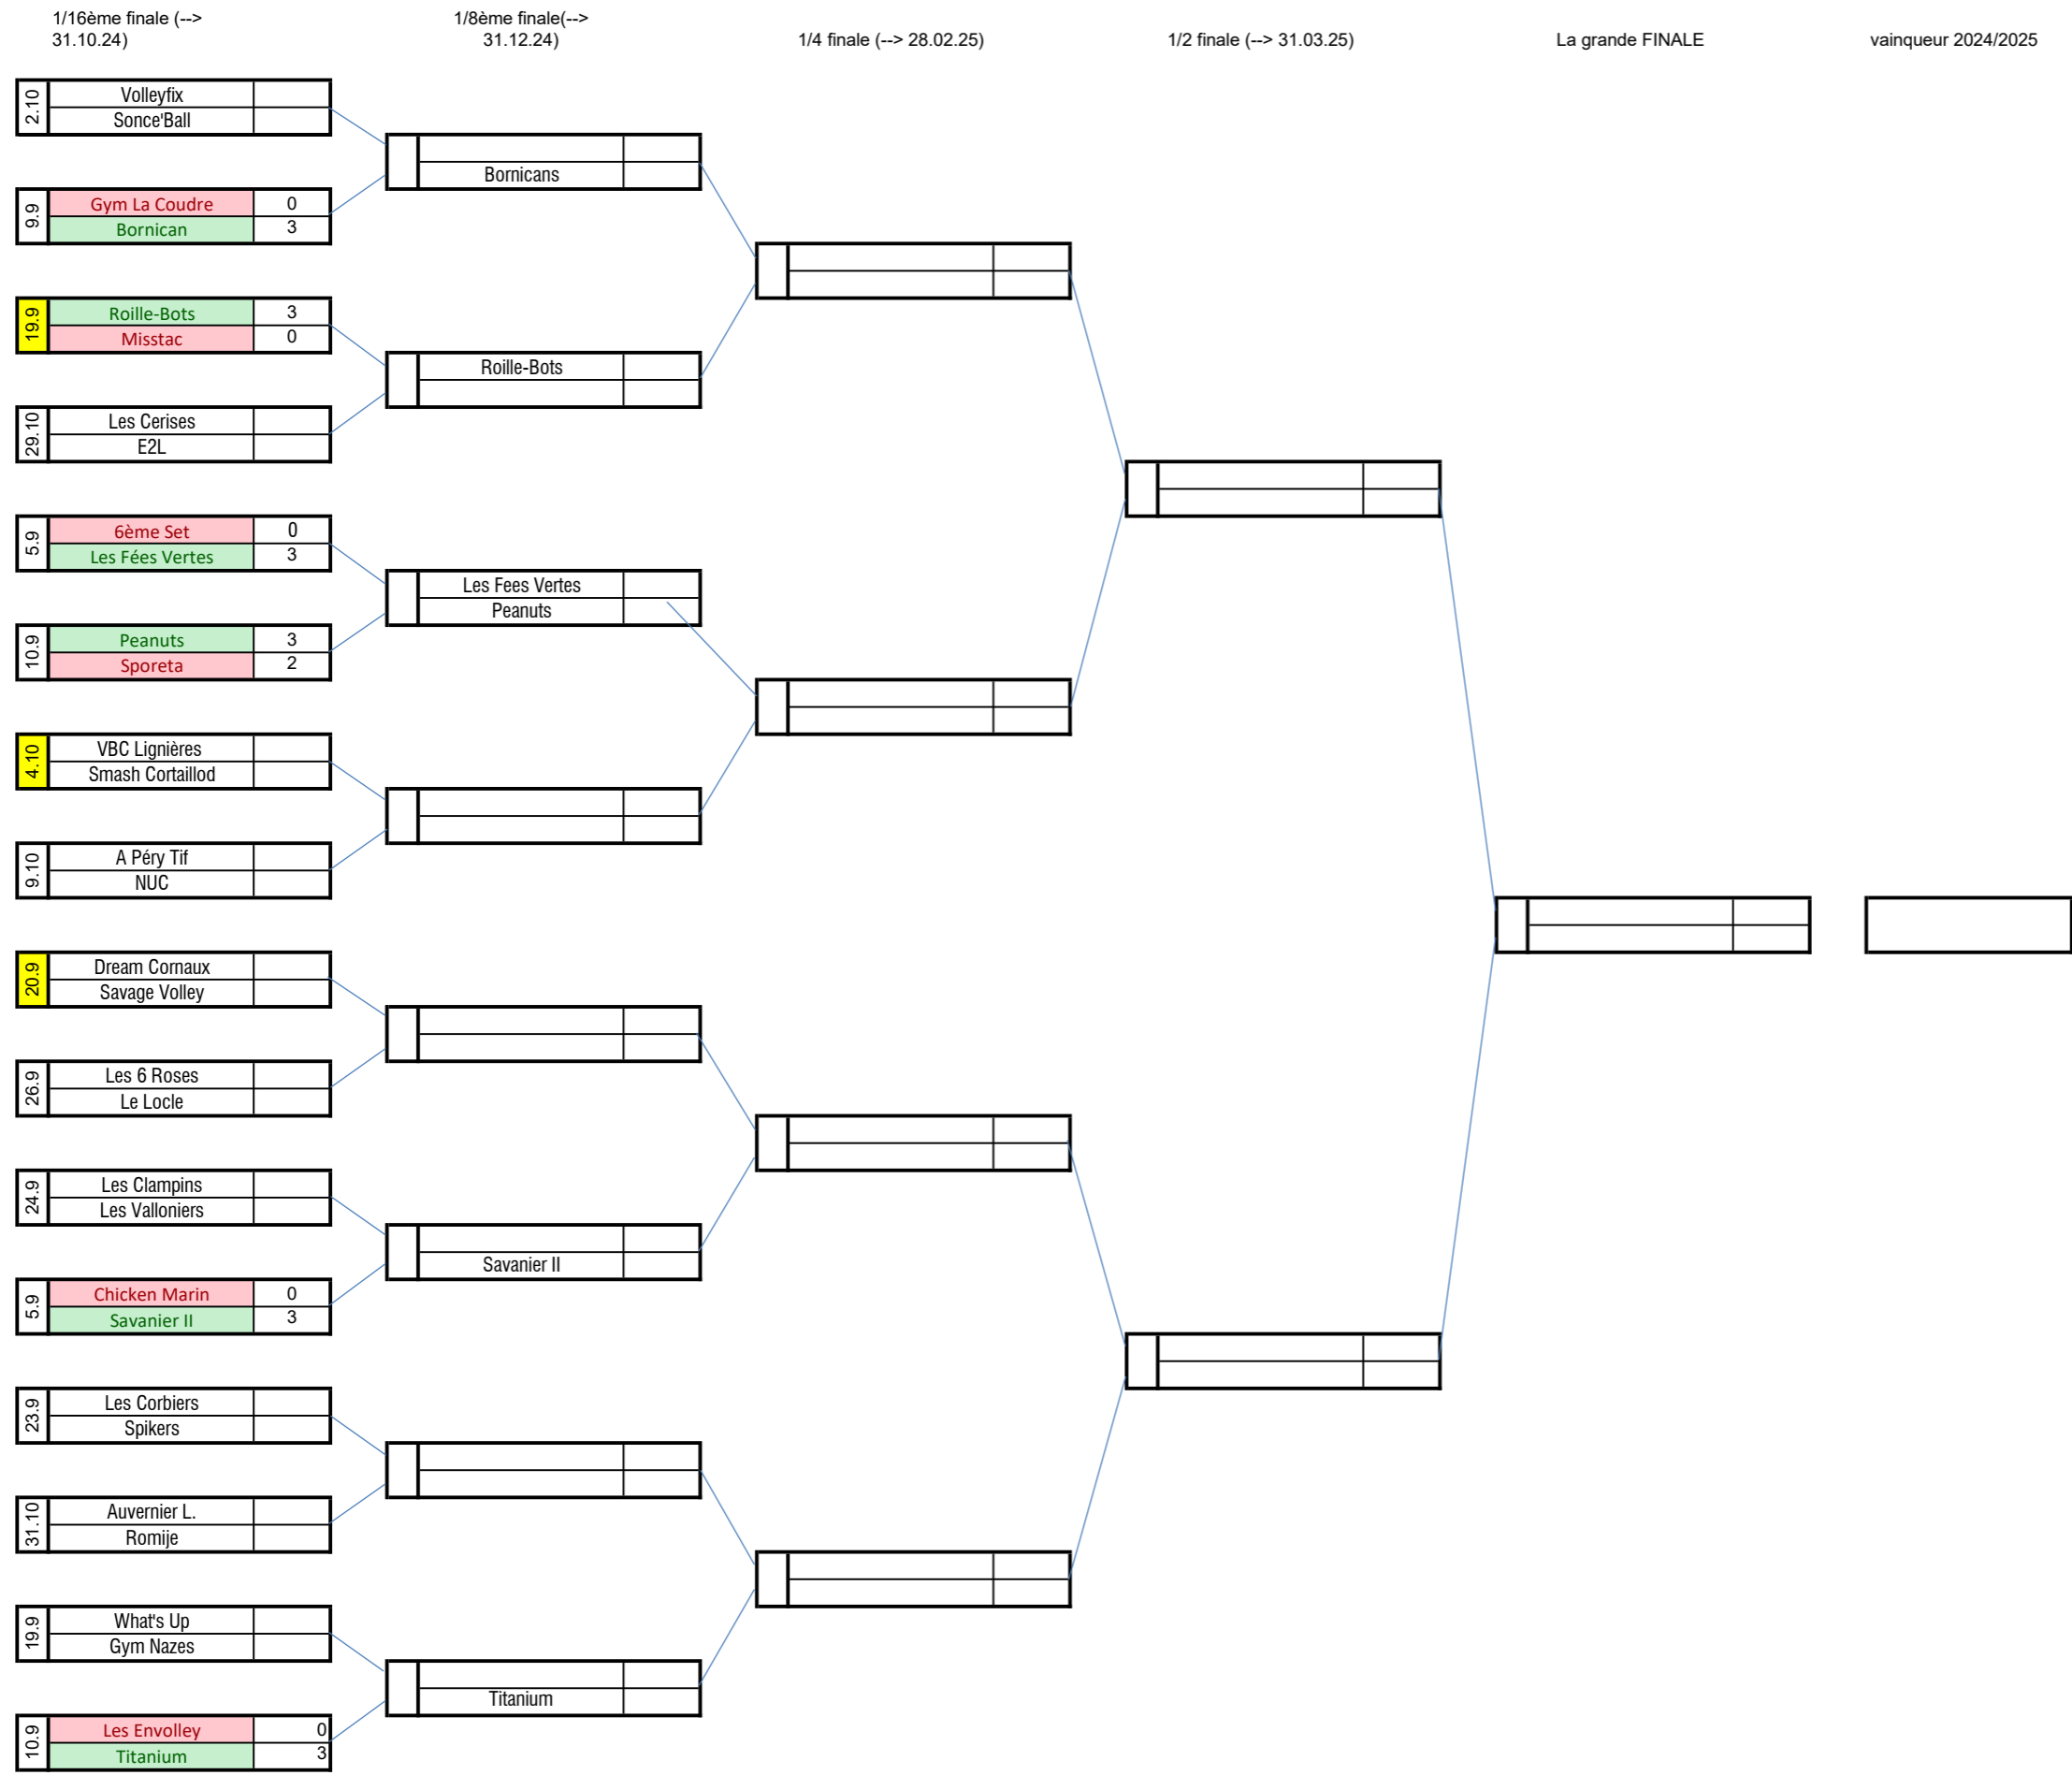 1/16ème finale (-->
31.10.24)
1/8ème finale(-->
31.12.24)
1/4 finale (--> 28.02.25)
1/2 finale (--> 31.03.25)
La grande FINALE
vainqueur 2024/2025
2.10
Volleyfix
Sonce'Ball
Bornicans
9.9
Gym La Coudre 0
Bornican 3
19.9
Roille-Bots 3
Misstac 0
Roille-Bots
29.10
Les Cerises
E2L
5.9
6ème Set 0
Les Fées Vertes 3
Les Fees Vertes
Peanuts
10.9
Peanuts 3
Sporeta 2
4.10
VBC Lignières
Smash Cortaillod
9.10
A Péry Tif
NUC
20.9
Dream Cornaux
Savage Volley
26.9
Les 6 Roses
Le Locle
24.9
Les Clampins
Les Valloniers
Savanier II
5.9
Chicken Marin 0
Savanier II 3
23.9
Les Corbiers
Spikers
31.10
Auvernier L.
Romije
19.9
What's Up
Gym Nazes
Titanium
10.9
Les Envolley 0
Titanium 3